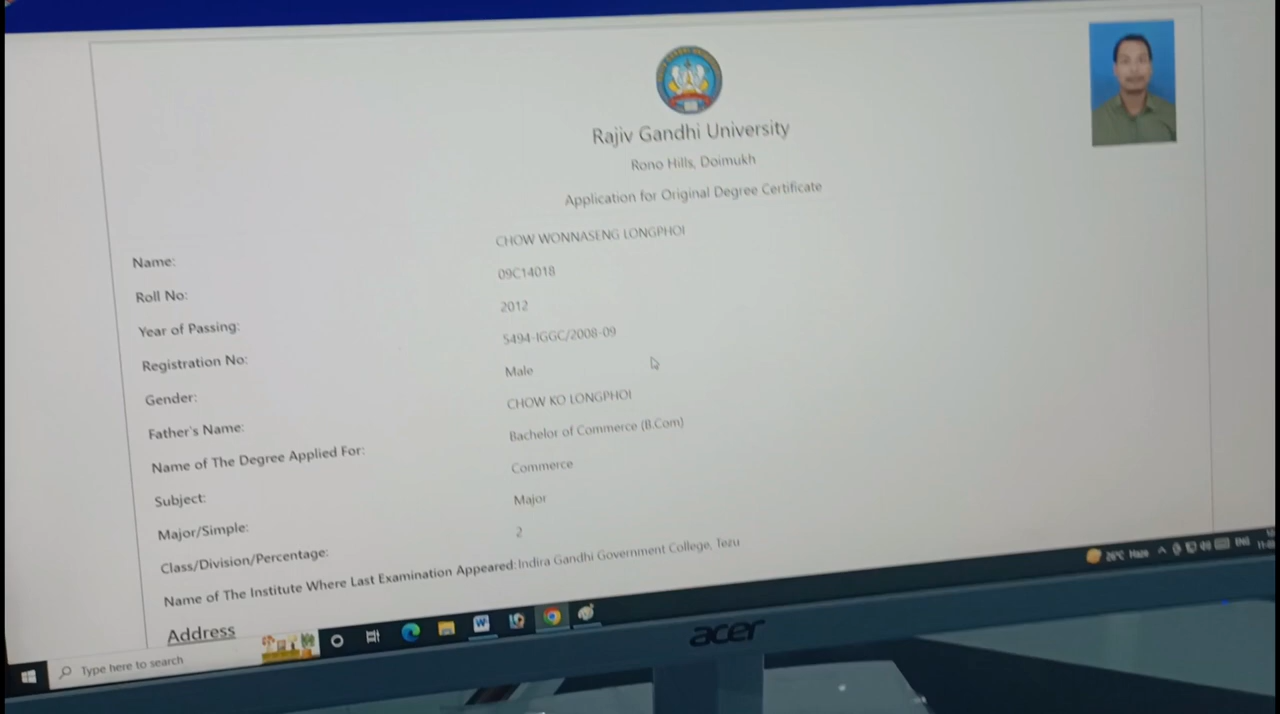 Rajiv Gandhi University
Rono Hills, Doimukh
Application for Original Degree Certificate
Name: CHOW WONNASENG LONGPHOI
Roll No: 09C14018
Year of Passing: 2012
Registration No: 5494-IGGC/2008-09
Gender: Male
Father's Name: CHOW KO LONGPHOI
Name of The Degree Applied For: Bachelor of Commerce (B.Com)
Subject: Commerce
Major/Simple: Major
Class/Division/Percentage: 2
Name of The Institute Where Last Examination Appeared: Indira Gandhi Government College, Tezu
Address
Type here to search
26°C Haze
acer